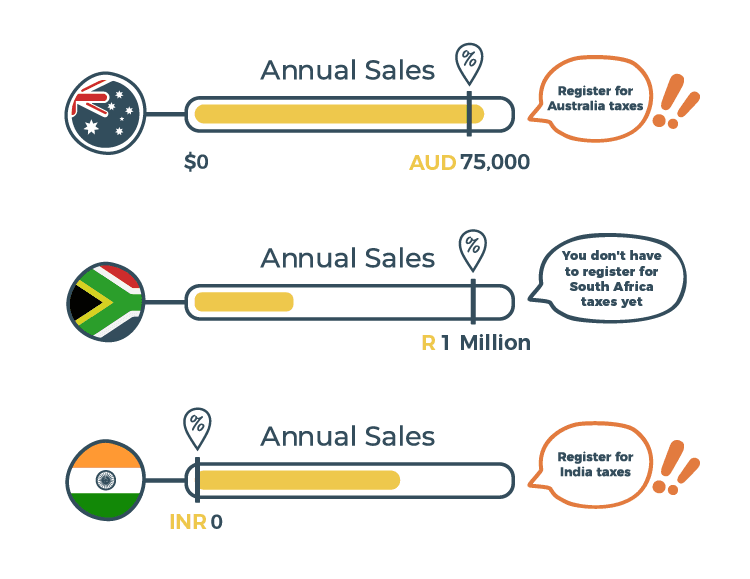 Annual Sales
%
Register for
Australia taxes
$0
AUD 75,000
Annual Sales
%
You don't have
to register for
South Africa
taxes yet
R 1 Million
%
Annual Sales
Register for
India taxes
INR 0